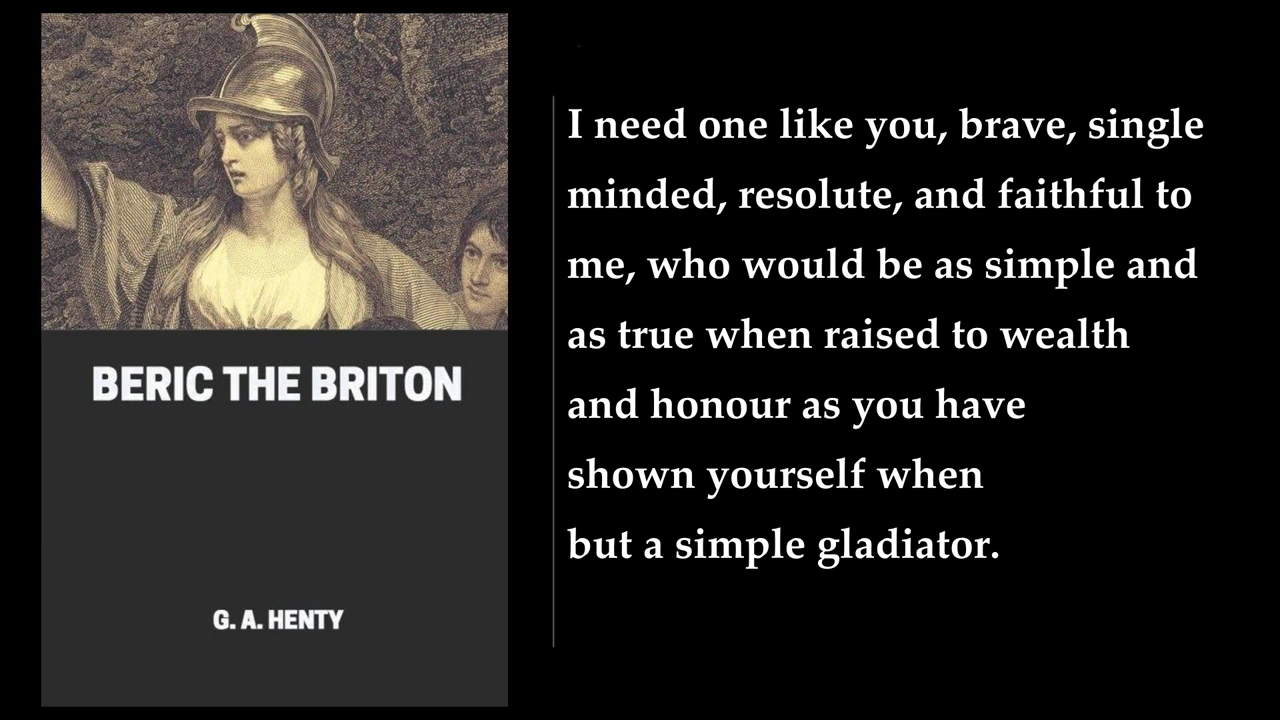 BERIC THE BRITON
G. A. HENTY
I need one like you, brave, single
minded, resolute, and faithful to
me, who would be as simple and
as true when raised to wealth
and honour as you have
shown yourself when
but a simple gladiator.